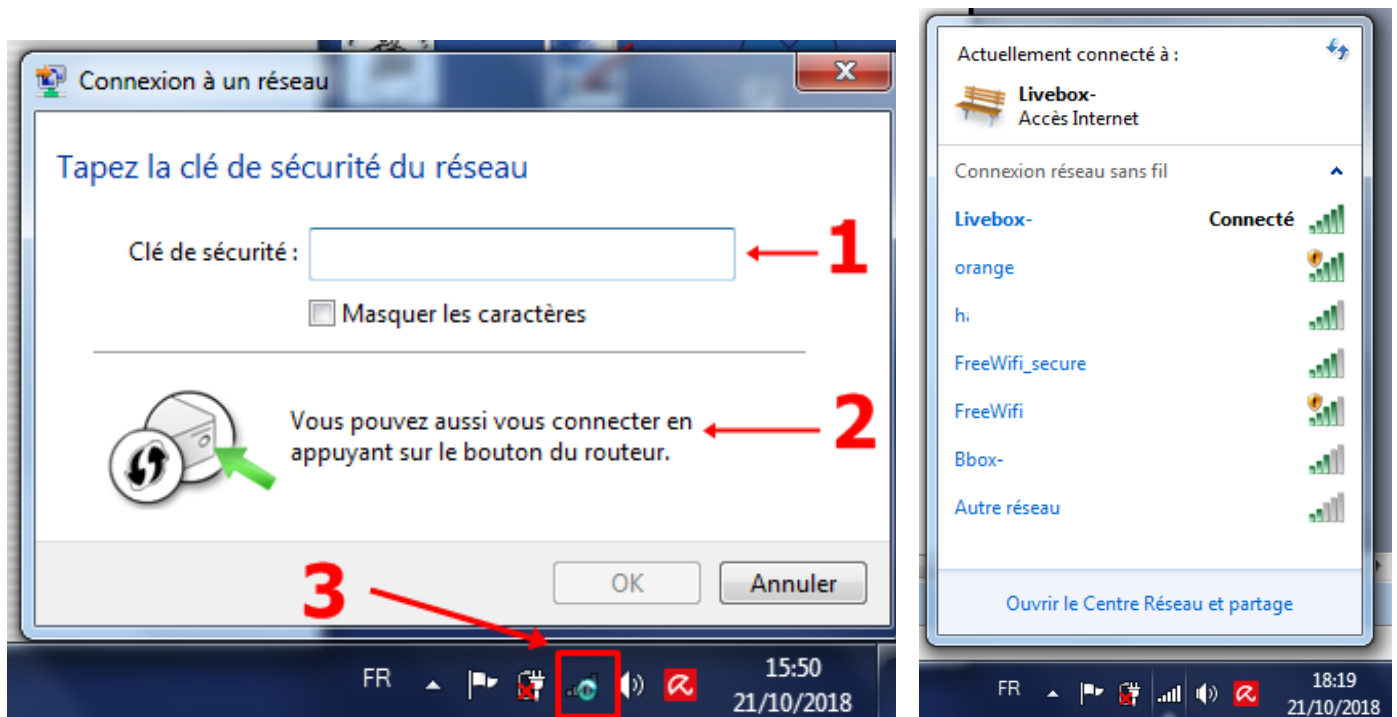 Connexion à un réseau
Tapez la clé de sécurité du réseau
Clé de sécurité :
1
Masquer les caractères
Vous pouvez aussi vous connecter en
appuyant sur le bouton du routeur.
2
OK
Annuler
3
FR
15:50
21/10/2018
Actuellement connecté à :
Livebox-
Accès Internet
Connexion réseau sans fil
Livebox- Connecté
orange
FreeWifi_secure
FreeWifi
Bbox-
Autre réseau
Ouvrir le Centre Réseau et partage
FR
18:19
21/10/2018